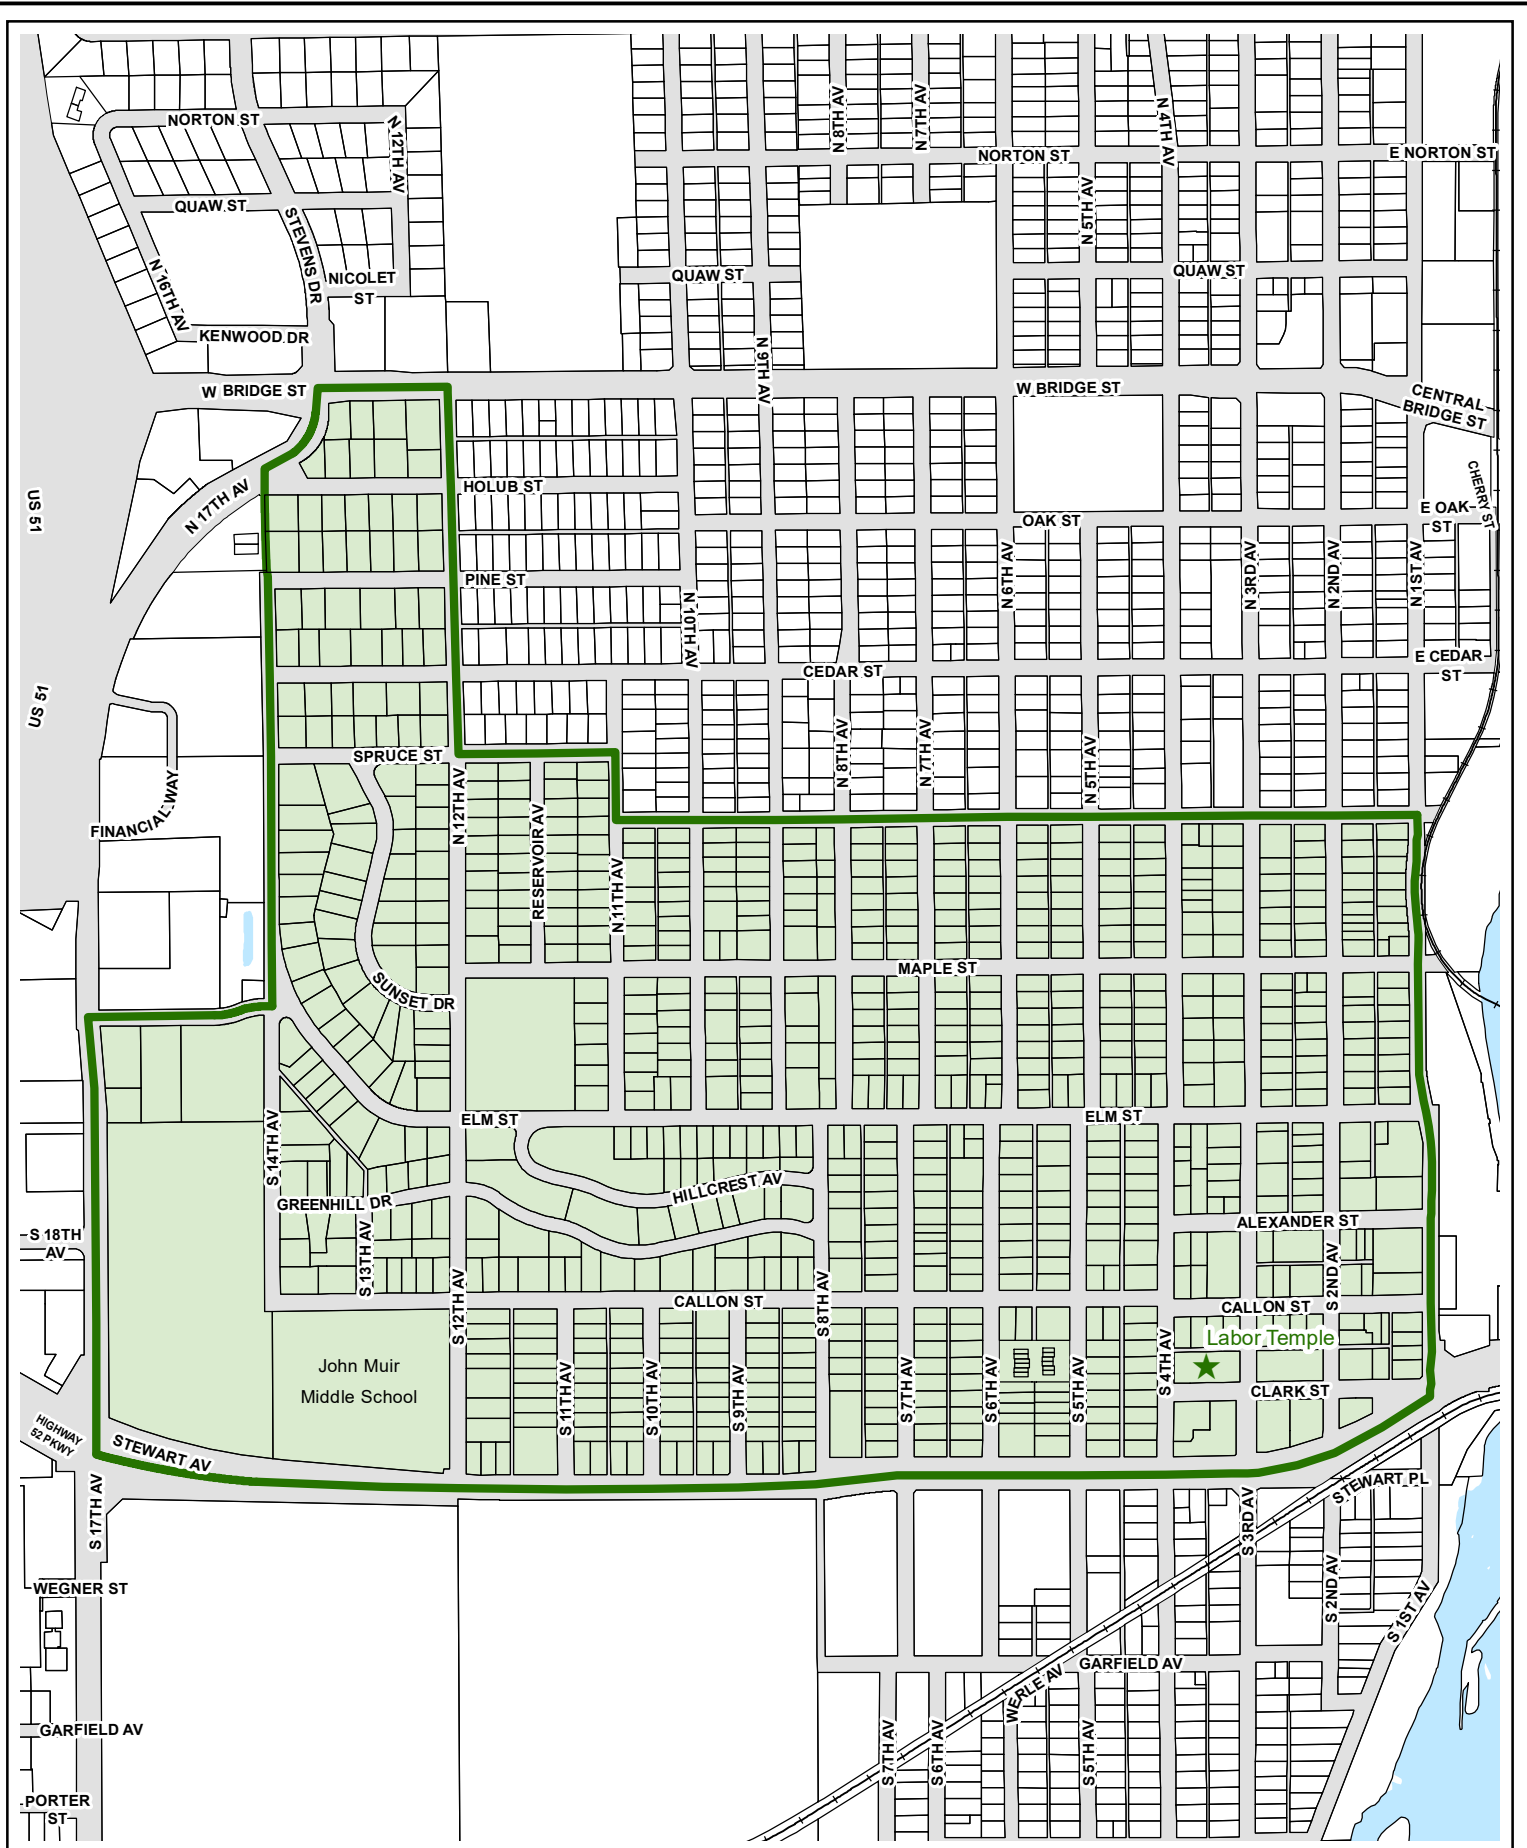 NORTON ST
N 12TH AV
N 8TH AV
N 7TH AV
N 4TH AV
NORTON ST
E NORTON ST
QUAW ST
STEVENS DR
N 5TH AV
N 16TH AV
NICOLET
ST
QUAW ST
QUAW ST
KENWOOD DR
N 9TH AV
W BRIDGE ST
W BRIDGE ST
CENTRAL
BRIDGE ST
US 51
N 17TH AV
HOLUB ST
CHERRY ST
OAK ST
E OAK
ST
PINE ST
N 10TH AV
N 6TH AV
N 3RD AV
N 2ND AV
N 1ST AV
US 51
CEDAR ST
E CEDAR
ST
SPRUCE ST
N 8TH AV
N 7TH AV
N 5TH AV
FINANCIAL WAY
N 12TH AV
RESERVOIR AV
N 11TH AV
MAPLE ST
SUNSET DR
S 14TH AV
ELM ST
ELM ST
GREENHILL DR
HILLCREST AV
S 18TH
AV
S 13TH AV
ALEXANDER ST
S 12TH AV
CALLON ST
S 8TH AV
S 2ND AV
CALLON ST
Labor Temple
John Muir
Middle School
S 11TH AV
S 10TH AV
S 9TH AV
S 7TH AV
S 6TH AV
S 5TH AV
S 4TH AV
CLARK ST
HIGHWAY
52 PKWY
STEWART AV
S 17TH AV
STEWART PL
S 3RD AV
WEGNER ST
S 2ND AV
S 1ST AV
GARFIELD AV
WERLE AV
GARFIELD AV
S 7TH AV
S 6TH AV
S 5TH AV
PORTER
ST